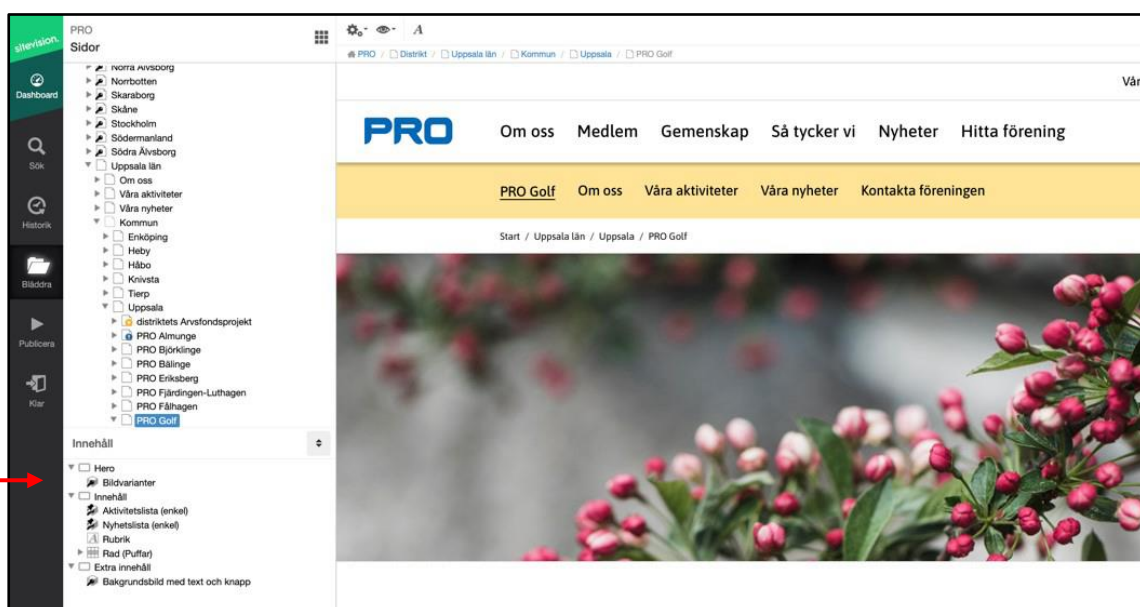 sitevision.
Dashboard
Sök
Historik
Bläddra
Publicera
Klar
PRO
Sidor
Norra Älvsborg
Norrbotten
Skaraborg
Skåne
Stockholm
Södermanland
Södra Älvsborg
Uppsala län
Om oss
Våra aktiviteter
Våra nyheter
Kommun
Enköping
Heby
Håbo
Knivsta
Tierp
Uppsala
distriktets Arvsfondsprojekt
PRO Almunge
PRO Björklinge
PRO Bälinge
PRO Eriksberg
PRO Fjärdingen-Luthagen
PRO Fålhagen
PRO Golf
Innehåll
Hero
Bildvarianter
Innehåll
Aktivitetslista (enkel)
Nyhetslista (enkel)
Rubrik
Rad (Puffar)
Extra innehåll
Bakgrundsbild med text och knapp
A
PRO / Distrikt / Uppsala län / Kommun / Uppsala / PRO Golf
Vår
PRO Om oss Medlem Gemenskap Så tycker vi Nyheter Hitta förening
PRO Golf Om oss Våra aktiviteter Våra nyheter Kontakta föreningen
Start / Uppsala län / Uppsala / PRO Golf